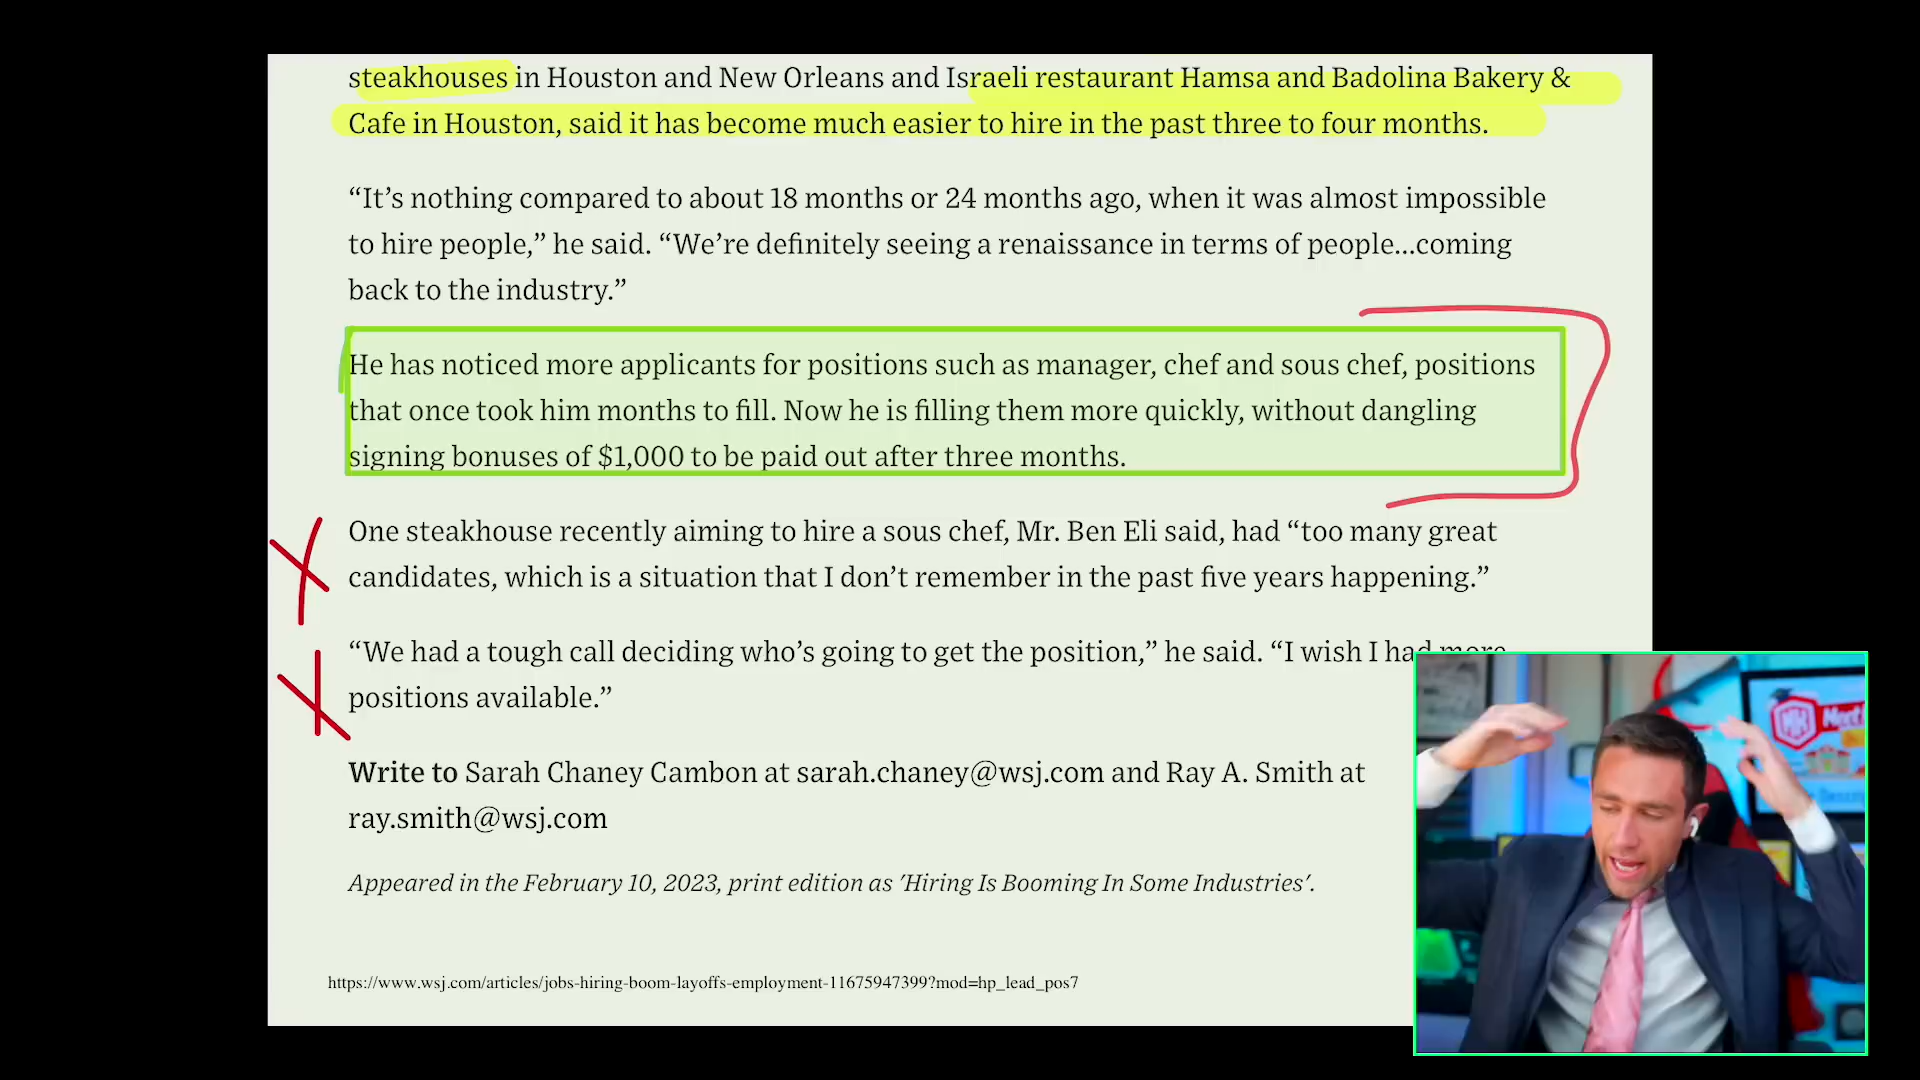 steakhouses in Houston and New Orleans and Israeli restaurant Hamsa and Badolina Bakery &
Cafe in Houston, said it has become much easier to hire in the past three to four months.
“It’s nothing compared to about 18 months or 24 months ago, when it was almost impossible
to hire people,” he said. “We’re definitely seeing a renaissance in terms of people...coming
back to the industry.”
He has noticed more applicants for positions such as manager, chef and sous chef, positions
that once took him months to fill. Now he is filling them more quickly, without dangling
signing bonuses of $1,000 to be paid out after three months.
One steakhouse recently aiming to hire a sous chef, Mr. Ben Eli said, had “too many great
candidates, which is a situation that I don’t remember in the past five years happening.”
“We had a tough call deciding who’s going to get the position,” he said. “I wish I had more
positions available.”
Write to Sarah Chaney Cambon at sarah.chaney@wsj.com and Ray A. Smith at
ray.smith@wsj.com
Appeared in the February 10, 2023, print edition as 'Hiring Is Booming In Some Industries'.
https://www.wsj.com/articles/jobs-hiring-boom-layoffs-employment-11675947399?mod=hp_lead_pos7